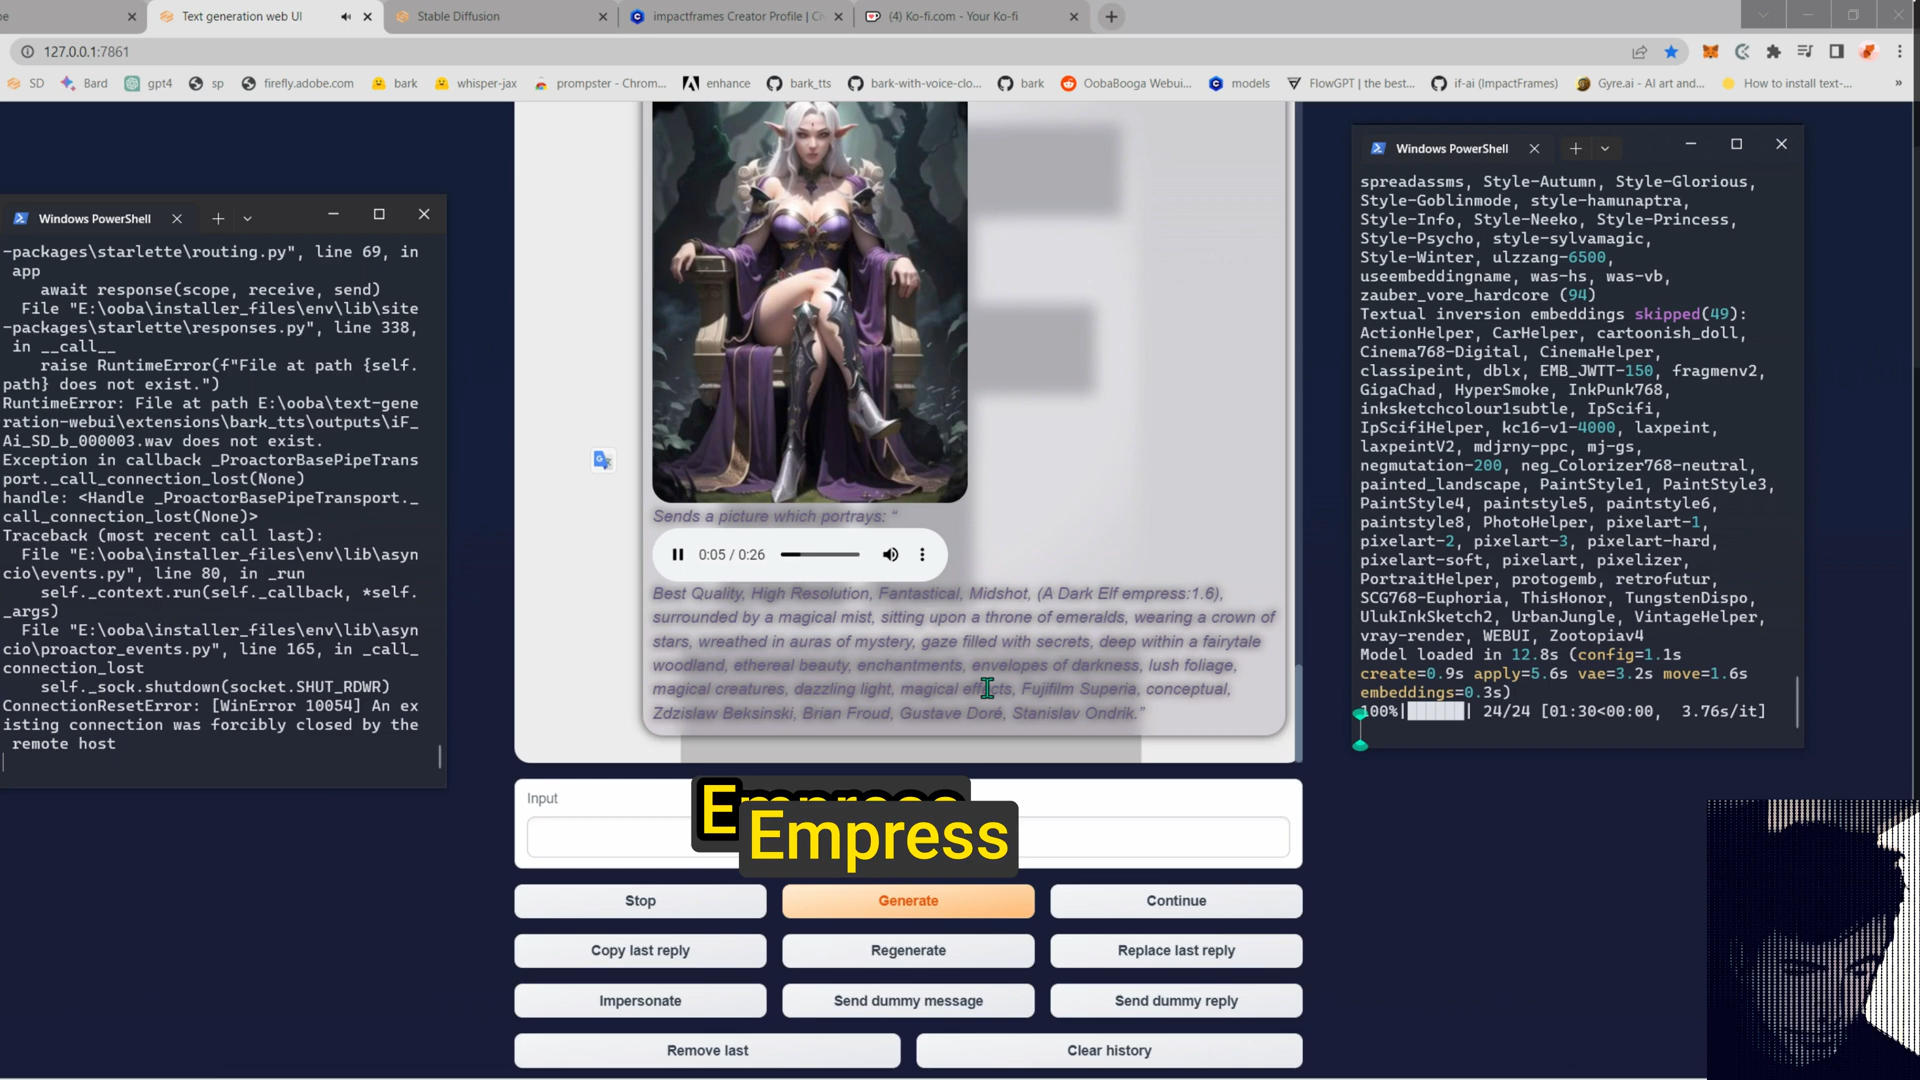 Text generation web UI
Stable Diffusion
impactframes Creator Profile | Ci
(4) Ko-fi.com - Your Ko-fi
127.0.0.1:7861
SD
Bard
gpt4
sp
firefly.adobe.com
bark
whisper-jax
prompster - Chrom...
enhance
bark_tts
bark-with-voice-clo...
bark
OobaBooga Webui...
models
FlowGPT | the best...
if-ai (ImpactFrames)
Gyre.ai - AI art and...
How to install text-...
»
Windows PowerShell
-packages\starlette\routing.py", line 69, in
app
await response(scope, receive, send)
File "E:\ooba\installer_files\env\lib\site
-packages\starlette\responses.py", line 338,
in __call__
raise RuntimeError(f"File at path {self.
path} does not exist.")
RuntimeError: File at path E:\ooba\text-gene
ration-webui\extensions\bark_tts\outputs\iF_
Ai_SD_b_000003.wav does not exist.
Exception in callback _ProactorBasePipeTrans
port._call_connection_lost(None)
handle: <Handle _ProactorBasePipeTransport._
call_connection_lost(None)>
Traceback (most recent call last):
File "E:\ooba\installer_files\env\lib\asyn
cio\events.py", line 80, in _run
self._context.run(self._callback, *self.
_args)
File "E:\ooba\installer_files\env\lib\asyn
cio\proactor_events.py", line 165, in _call_
connection_lost
self._sock.shutdown(socket.SHUT_RDWR)
ConnectionResetError: [WinError 10054] An ex
isting connection was forcibly closed by the
remote host
Sends a picture which portrays: “
0:05 / 0:26
Best Quality, High Resolution, Fantastical, Midshot, (A Dark Elf empress:1.6),
surrounded by a magical mist, sitting upon a throne of emeralds, wearing a crown of
stars, wreathed in auras of mystery, gaze filled with secrets, deep within a fairytale
woodland, ethereal beauty, enchantments, envelopes of darkness, lush foliage,
magical creatures, dazzling light, magical effects, Fujifilm Superia, conceptual,
Zdzislaw Beksinski, Brian Froud, Gustave Doré, Stanislav Ondrik.”
Input
Empress
Empress
Stop
Generate
Continue
Copy last reply
Regenerate
Replace last reply
Impersonate
Send dummy message
Send dummy reply
Remove last
Clear history
Windows PowerShell
spreadassms, Style-Autumn, Style-Glorious,
Style-Goblinmode, style-hamunaptra,
Style-Info, Style-Neeko, Style-Princess,
Style-Psycho, style-sylvamagic,
Style-Winter, ulzzang-6500,
useembeddingname, was-hs, was-vb,
zauber_vore_hardcore (94)
Textual inversion embeddings skipped(49):
ActionHelper, CarHelper, cartoonish_doll,
Cinema768-Digital, CinemaHelper,
classipeint, dblx, EMB_JWTT-150, fragmenv2,
GigaChad, HyperSmoke, InkPunk768,
inksketchcolour1subtle, IpScifi,
IpScifiHelper, kc16-v1-4000, laxpeint,
laxpeintV2, mdjrny-ppc, mj-gs,
negmutation-200, neg_Colorizer768-neutral,
painted_landscape, PaintStyle1, PaintStyle3,
PaintStyle4, paintstyle5, paintstyle6,
paintstyle8, PhotoHelper, pixelart-1,
pixelart-2, pixelart-3, pixelart-hard,
pixelart-soft, pixelart, pixelizer,
PortraitHelper, protogemb, retrofutur,
SCG768-Euphoria, ThisHonor, TungstenDispo,
UlukInkSketch2, UrbanJungle, VintageHelper,
vray-render, WEBUI, Zootopiav4
Model loaded in 12.8s (config=1.1s
create=0.9s apply=5.6s vae=3.2s move=1.6s
embeddings=0.3s)
100%| | 24/24 [01:30<00:00, 3.76s/it]